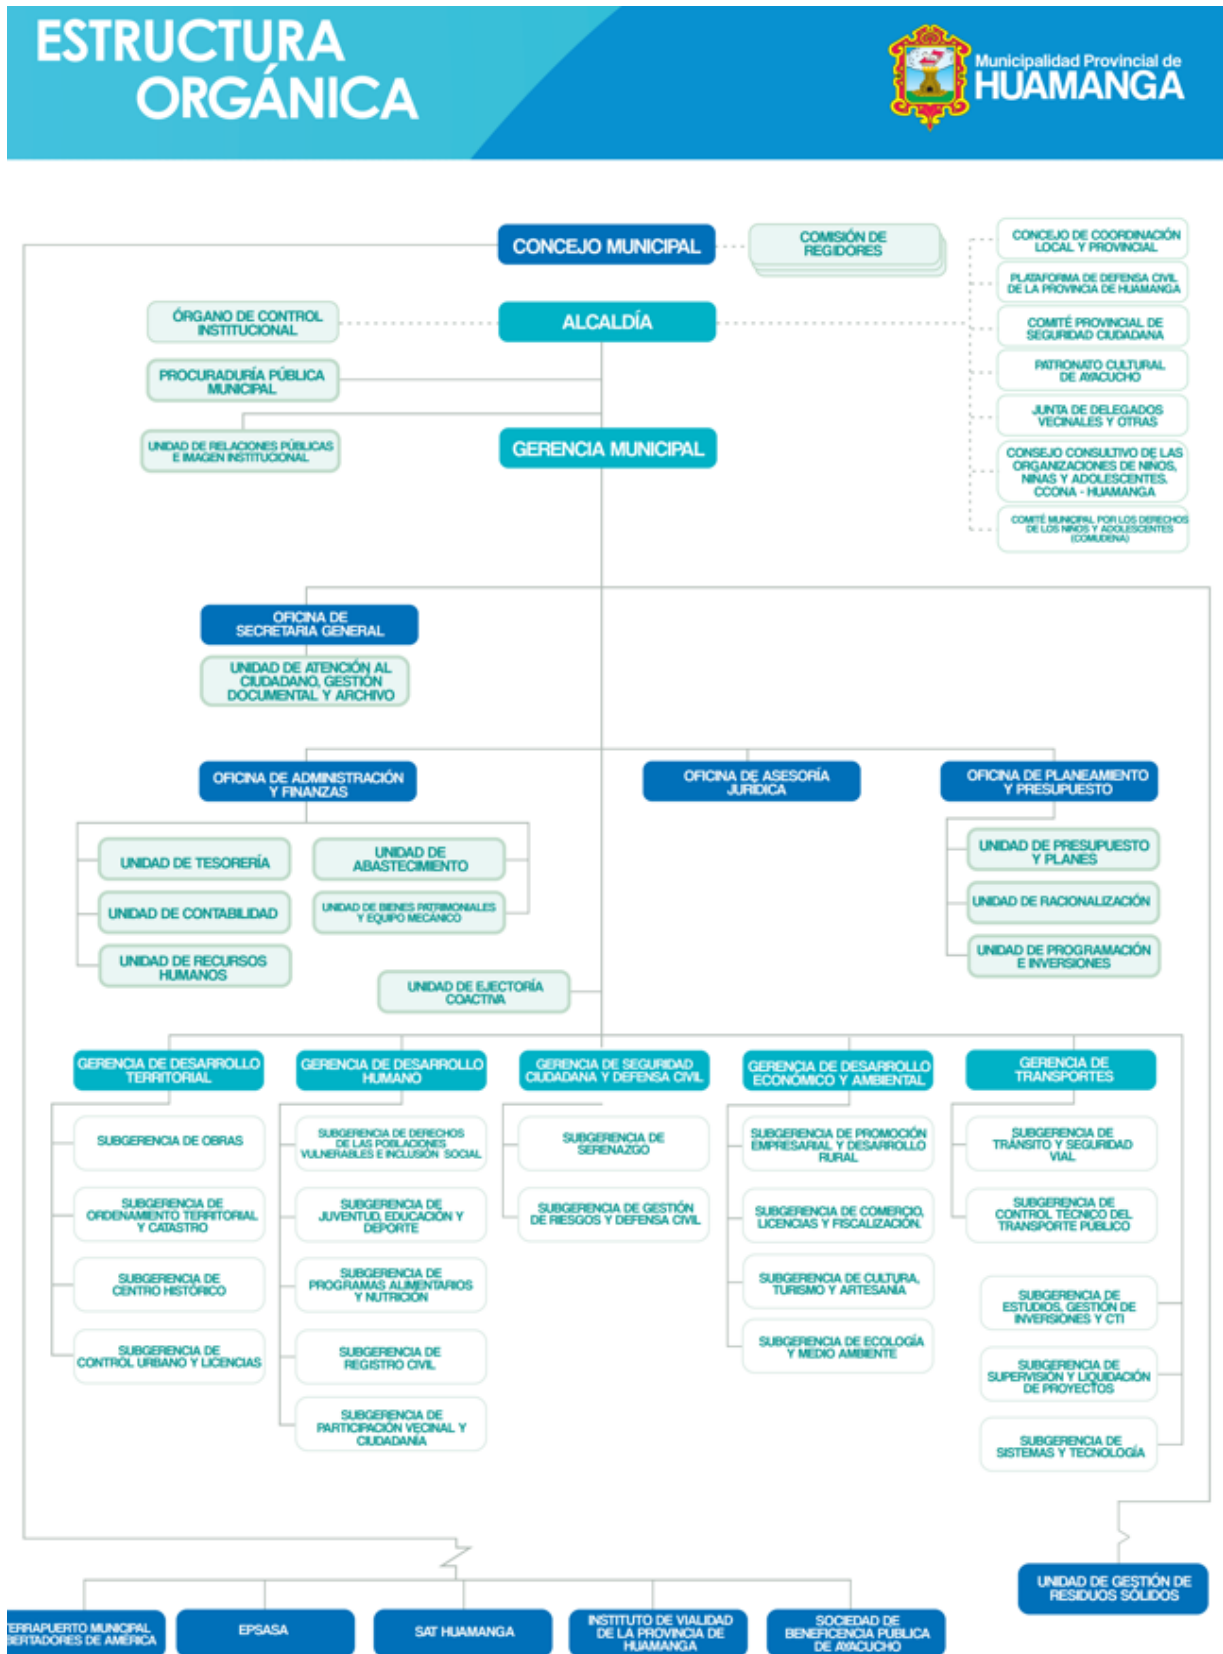 ESTRUCTURA
ORGÁNICA
Municipalidad Provincial de
HUAMANGA
CONCEJO MUNICIPAL
COMISIÓN DE
REGIDORES
CONCEJO DE COORDINACIÓN
LOCAL Y PROVINCIAL
PLATAFORMA DE DEFENSA CIVIL
DE LA PROVINCIA DE HUAMANGA
ÓRGANO DE CONTROL
INSTITUCIONAL
ALCALDÍA
COMITÉ PROVINCIAL DE
SEGURIDAD CIUDADANA
PROCURADURÍA PÚBLICA
MUNICIPAL
PATRONATO CULTURAL
DE AYACUCHO
JUNTA DE DELEGADOS
VECINALES Y OTRAS
UNIDAD DE RELACIONES PÚBLICAS
E IMAGEN INSTITUCIONAL
GERENCIA MUNICIPAL
CONSEJO CONSULTIVO DE LAS
ORGANIZACIONES DE NIÑOS,
NIÑAS Y ADOLESCENTES.
CCONA - HUAMANGA
COMITÉ MUNICIPAL POR LOS DERECHOS
DE LOS NIÑOS Y ADOLESCENTES
(COMUDENA)
OFICINA DE
SECRETARIA GENERAL
UNIDAD DE ATENCIÓN AL
CIUDADANO, GESTIÓN
DOCUMENTAL Y ARCHIVO
OFICINA DE ADMINISTRACIÓN
Y FINANZAS
OFICINA DE ASESORÍA
JURÍDICA
OFICINA DE PLANEAMIENTO
Y PRESUPUESTO
UNIDAD DE TESORERÍA
UNIDAD DE
ABASTECIMIENTO
UNIDAD DE PRESUPUESTO
Y PLANES
UNIDAD DE CONTABILIDAD
UNIDAD DE BIENES PATRIMONIALES
Y EQUIPO MECÁNICO
UNIDAD DE RACIONALIZACIÓN
UNIDAD DE RECURSOS
HUMANOS
UNIDAD DE PROGRAMACIÓN
E INVERSIONES
UNIDAD DE EJECTORÍA
COACTIVA
GERENCIA DE DESARROLLO
TERRITORIAL
GERENCIA DE DESARROLLO
HUMANO
GERENCIA DE SEGURIDAD
CIUDADANA Y DEFENSA CIVIL
GERENCIA DE DESARROLLO
ECONÓMICO Y AMBIENTAL
GERENCIA DE
TRANSPORTES
SUBGERENCIA DE OBRAS
SUBGERENCIA DE DERECHOS
DE LAS POBLACIONES
VULNERABLES E INCLUSIÓN SOCIAL
SUBGERENCIA DE
SERENAZGO
SUBGERENCIA DE PROMOCIÓN
EMPRESARIAL Y DESARROLLO
RURAL
SUBGERENCIA DE
TRÁNSITO Y SEGURIDAD
VIAL
SUBGERENCIA DE
ORDENAMIENTO TERRITORIAL
Y CATASTRO
SUBGERENCIA DE
JUVENTUD, EDUCACIÓN Y
DEPORTE
SUBGERENCIA DE GESTIÓN
DE RIESGOS Y DEFENSA CIVIL
SUBGERENCIA DE COMERCIO,
LICENCIAS Y FISCALIZACIÓN.
SUBGERENCIA DE
CONTROL TÉCNICO DEL
TRANSPORTE PÚBLICO
SUBGERENCIA DE
CENTRO HISTÓRICO
SUBGERENCIA DE
PROGRAMAS ALIMENTARIOS
Y NUTRICIÓN
SUBGERENCIA DE CULTURA,
TURISMO Y ARTESANÍA
SUBGERENCIA DE
ESTUDIOS, GESTIÓN DE
INVERSIONES Y CTI
SUBGERENCIA DE
CONTROL URBANO Y LICENCIAS
SUBGERENCIA DE
REGISTRO CIVIL
SUBGERENCIA DE ECOLOGÍA
Y MEDIO AMBIENTE
SUBGERENCIA DE
SUPERVISIÓN Y LIQUIDACIÓN
DE PROYECTOS
SUBGERENCIA DE
PARTICIPACIÓN VECINAL Y
CIUDADANÍA
SUBGERENCIA DE
SISTEMAS Y TECNOLOGÍA
UNIDAD DE GESTIÓN DE
RESIDUOS SÓLIDOS
TERRAPUERTO MUNICIPAL
BERTADORES DE AMÉRICA
EPSASA
SAT HUAMANGA
INSTITUTO DE VIALIDAD
DE LA PROVINCIA DE
HUAMANGA
SOCIEDAD DE
BENEFICENCIA PÚBLICA
DE AYACUCHO